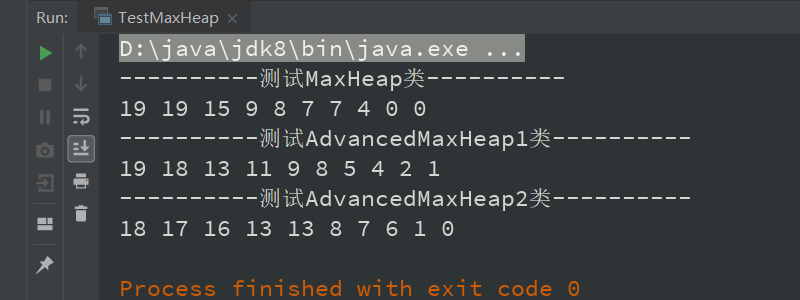 Run: TestMaxHeap
D:\java\jdk8\bin\java.exe ...
----------测试MaxHeap类----------
19 19 15 9 8 7 7 4 0 0
----------测试AdvancedMaxHeap1类----------
19 18 13 11 9 8 5 4 2 1
----------测试AdvancedMaxHeap2类----------
18 17 16 13 13 8 7 6 1 0
Process finished with exit code 0